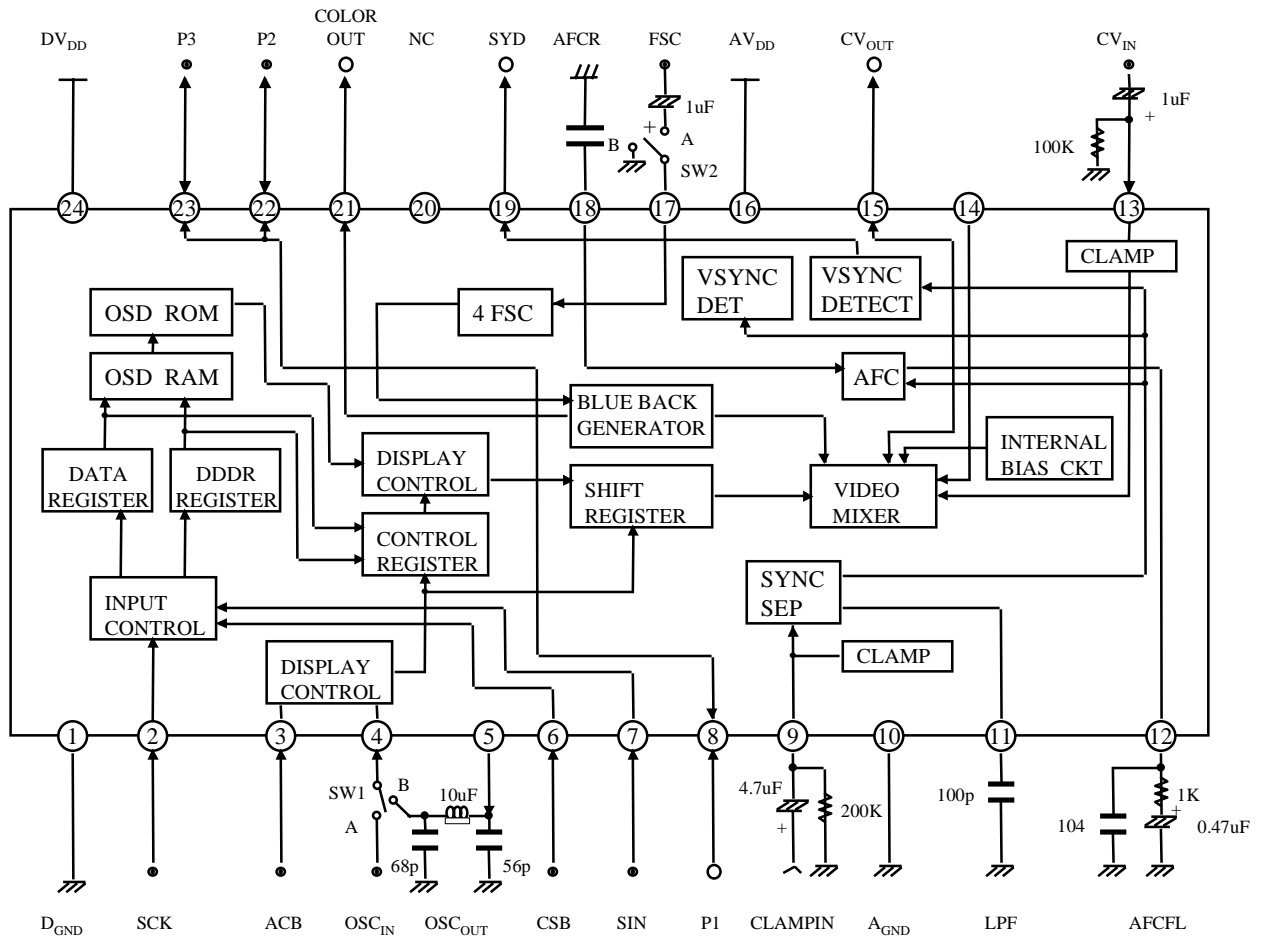 COLOR
DV_DD P3 P2 OUT NC SYD AFCR FSC AV_DD CV_OUT CV_IN
1uF 1uF
+ A +
B 100K
SW2
24 23 22 21 20 19 18 17 16 15 14 13
CLAMP
VSYNC
DET
VSYNC
DETECT
OSD ROM
4 FSC
OSD RAM
AFC
BLUE BACK
GENERATOR
INTERNAL
BIAS CKT
DATA
REGISTER
DDDR
REGISTER
DISPLAY
CONTROL
SHIFT
REGISTER
VIDEO
MIXER
CONTROL
REGISTER
SYNC
SEP
INPUT
CONTROL
CLAMP
DISPLAY
CONTROL
1 2 3 4 5 6 7 8 9 10 11 12
SW1 B 10uF
A
68p 56p
4.7uF
+
200K
100p
104
1K
+
0.47uF
D_GND SCK ACB OSC_IN OSC_OUT CSB SIN P1 CLAMPIN A_GND LPF AFCFL